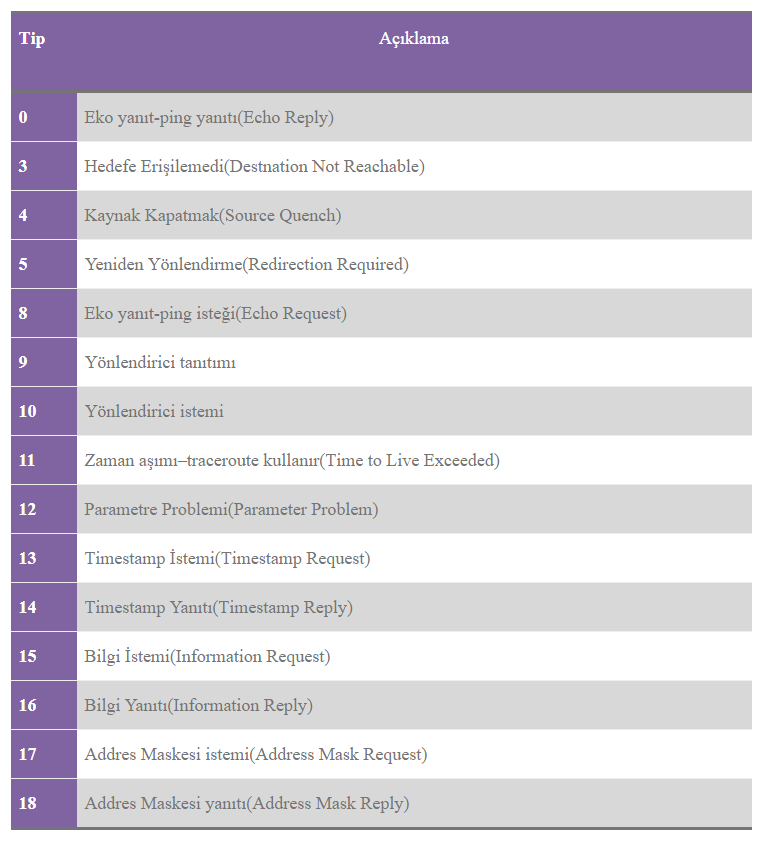 Tip Açıklama
0 Eko yanıt-ping yanıtı(Echo Reply)
3 Hedefe Erişilemedi(Destnation Not Reachable)
4 Kaynak Kapatmak(Source Quench)
5 Yeniden Yönlendirme(Redirection Required)
8 Eko yanıt-ping isteği(Echo Request)
9 Yönlendirici tanıtımı
10 Yönlendirici istemi
11 Zaman aşımı–traceroute kullanır(Time to Live Exceeded)
12 Parametre Problemi(Parameter Problem)
13 Timestamp İstemi(Timestamp Request)
14 Timestamp Yanıtı(Timestamp Reply)
15 Bilgi İstemi(Information Request)
16 Bilgi Yanıtı(Information Reply)
17 Addres Maskesi istemi(Address Mask Request)
18 Addres Maskesi yanıtı(Address Mask Reply)